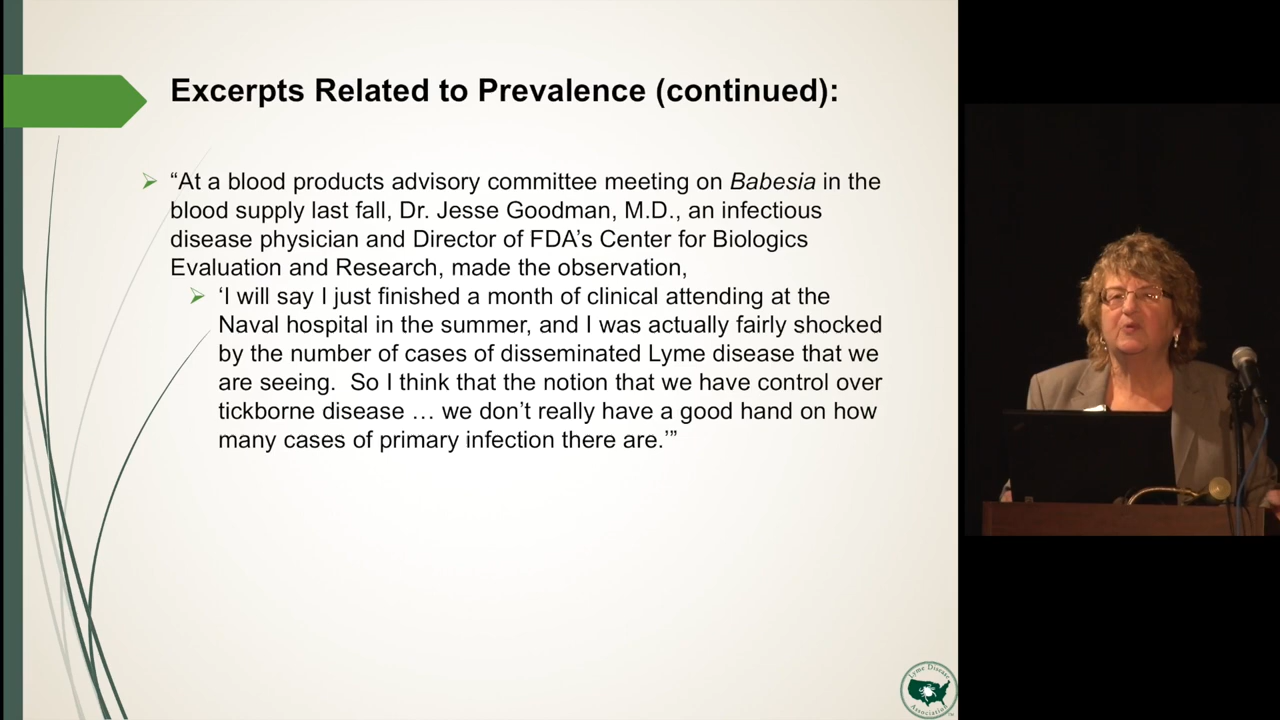 Excerpts Related to Prevalence (continued):
“At a blood products advisory committee meeting on Babesia in the
blood supply last fall, Dr. Jesse Goodman, M.D., an infectious
disease physician and Director of FDA’s Center for Biologics
Evaluation and Research, made the observation,
‘I will say I just finished a month of clinical attending at the
Naval hospital in the summer, and I was actually fairly shocked
by the number of cases of disseminated Lyme disease that we
are seeing.  So I think that the notion that we have control over
tickborne disease … we don’t really have a good hand on how
many cases of primary infection there are.’”
Lyme Disease
Association